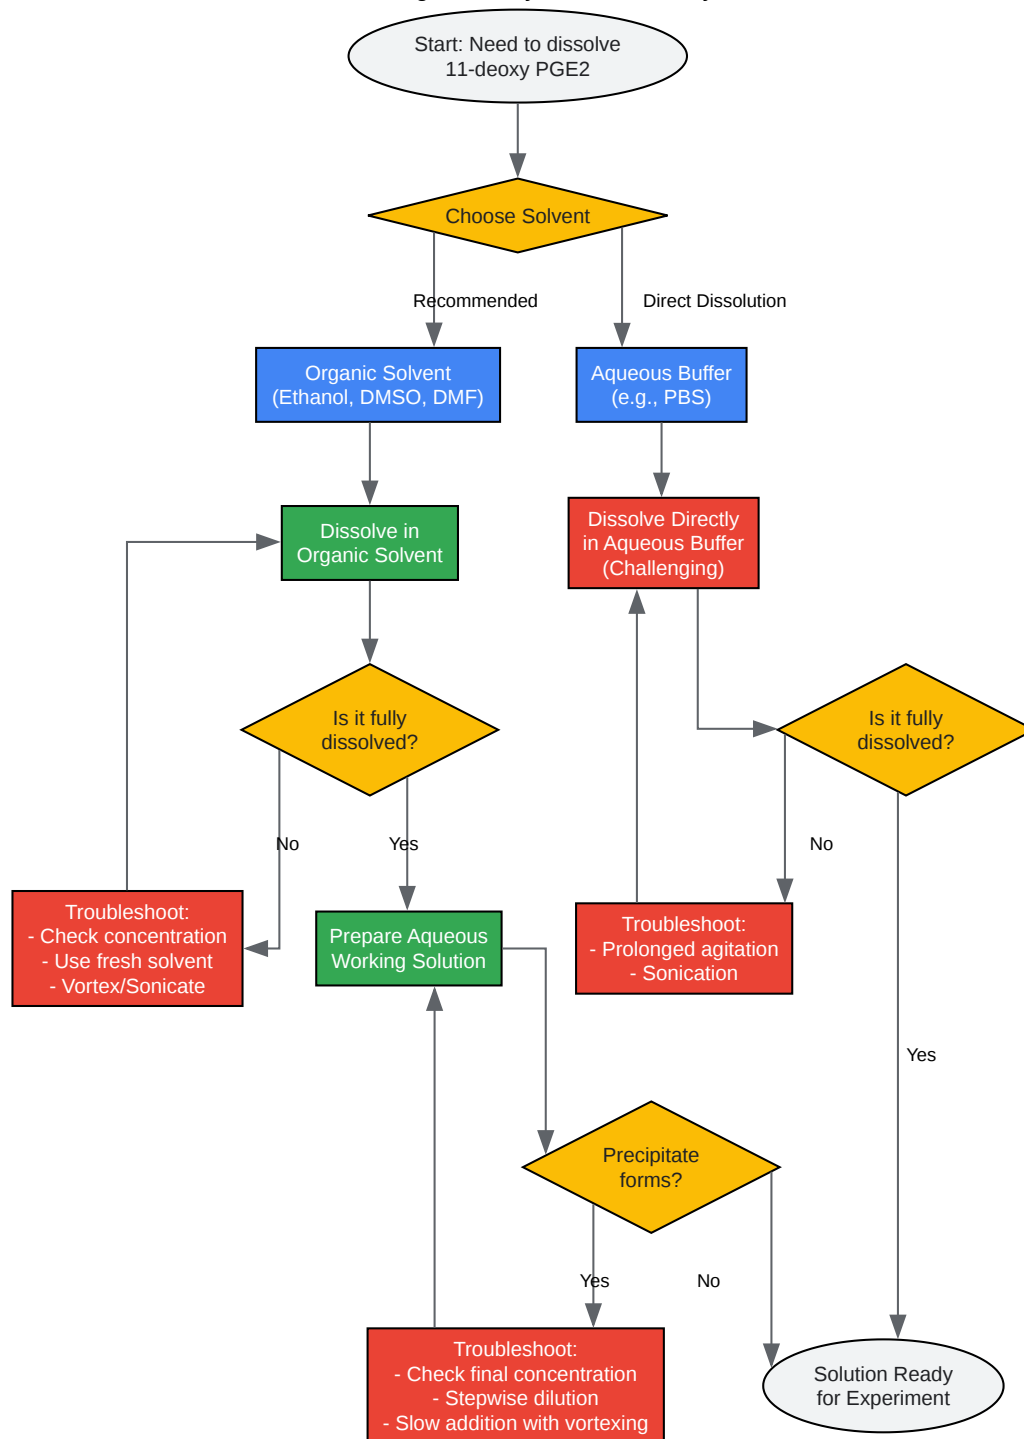 Start: Need to dissolve
11-deoxy PGE2
Choose Solvent
Recommended
Direct Dissolution
Organic Solvent
(Ethanol, DMSO, DMF)
Aqueous Buffer
(e.g., PBS)
Dissolve in
Organic Solvent
Dissolve Directly
in Aqueous Buffer
(Challenging)
Is it fully
dissolved?
Is it fully
dissolved?
No
Yes
No
Troubleshoot:
- Check concentration
- Use fresh solvent
- Vortex/Sonicate
Prepare Aqueous
Working Solution
Troubleshoot:
- Prolonged agitation
- Sonication
Yes
Precipitate
forms?
Yes
No
Troubleshoot:
- Check final concentration
- Stepwise dilution
- Slow addition with vortexing
Solution Ready
for Experiment